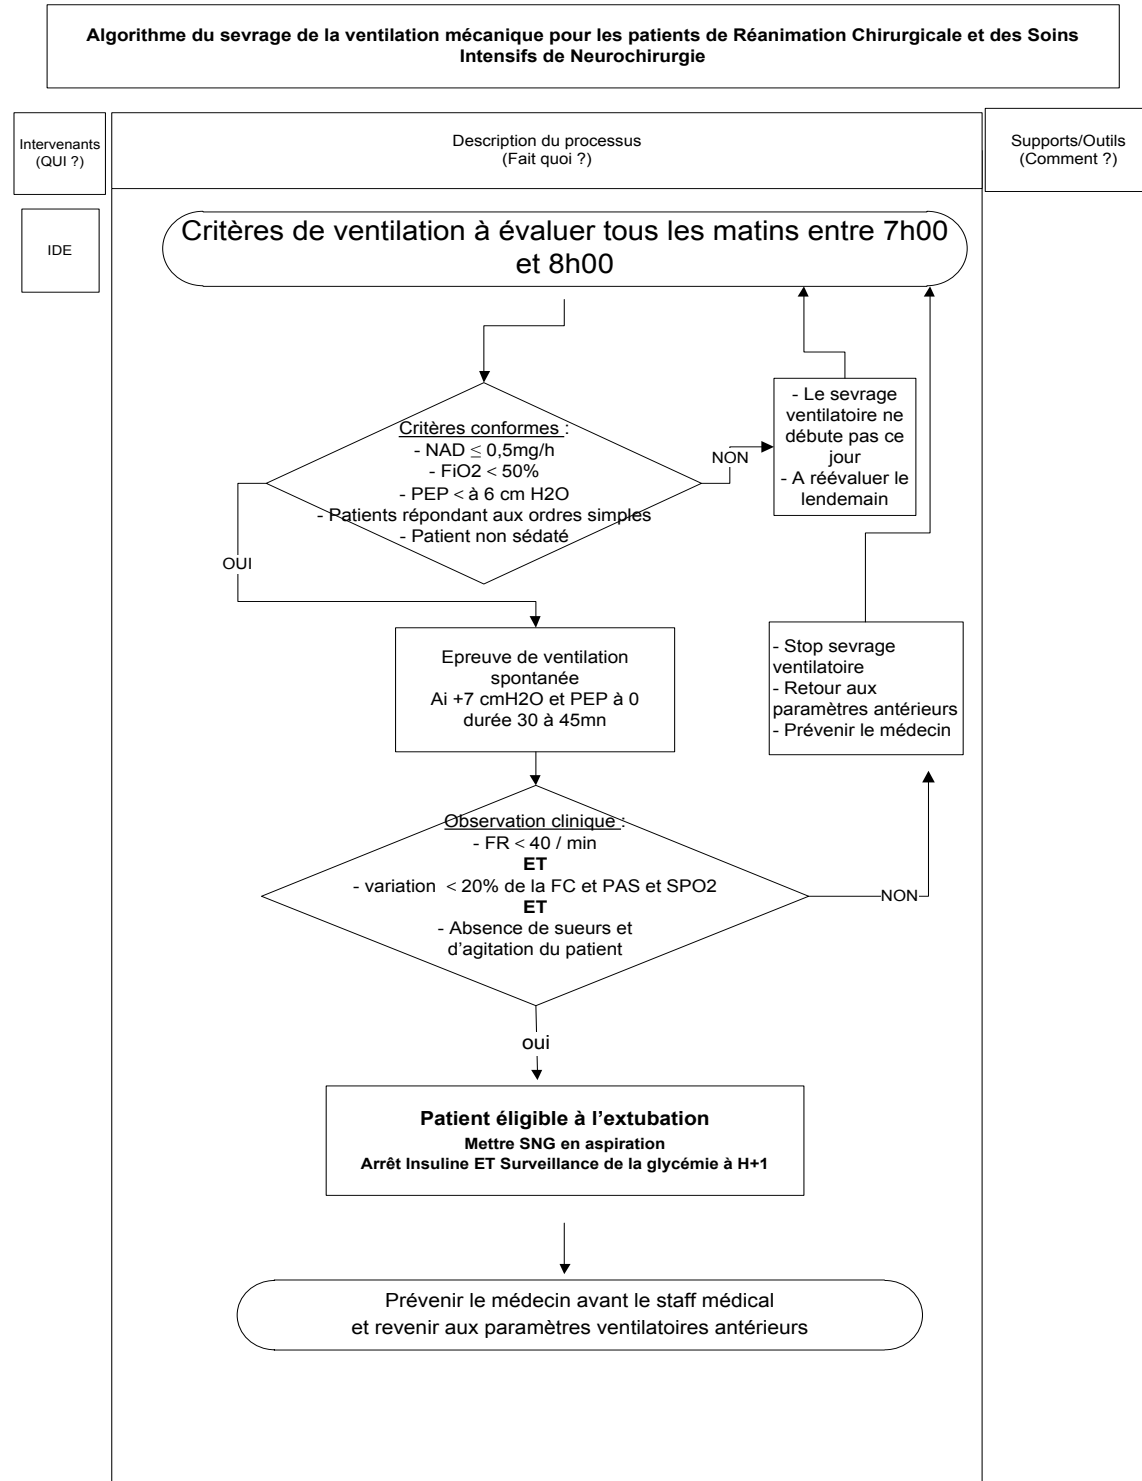 Algorithme du sevrage de la ventilation mécanique pour les patients de Réanimation Chirurgicale et des Soins
Intensifs de Neurochirurgie
Intervenants
(QUI ?)
Description du processus
(Fait quoi ?)
Supports/Outils
(Comment ?)
IDE
Critères de ventilation à évaluer tous les matins entre 7h00
et 8h00
Critères conformes :
- NAD ≤ 0,5mg/h
- FiO2 < 50%
- PEP < à 6 cm H2O
- Patients répondant aux ordres simples
- Patient non sédaté
NON
- Le sevrage
ventilatoire ne
débute pas ce
jour
- A réévaluer le
lendemain
OUI
Epreuve de ventilation
spontanée
Ai +7 cmH2O et PEP à 0
durée 30 à 45mn
- Stop sevrage
ventilatoire
- Retour aux
paramètres antérieurs
- Prévenir le médecin
Observation clinique :
- FR < 40 / min
ET
- variation < 20% de la FC et PAS et SPO2
ET
- Absence de sueurs et
d'agitation du patient
NON
oui
Patient éligible à l'extubation
Mettre SNG en aspiration
Arrêt Insuline ET Surveillance de la glycémie à H+1
Prévenir le médecin avant le staff médical
et revenir aux paramètres ventilatoires antérieurs